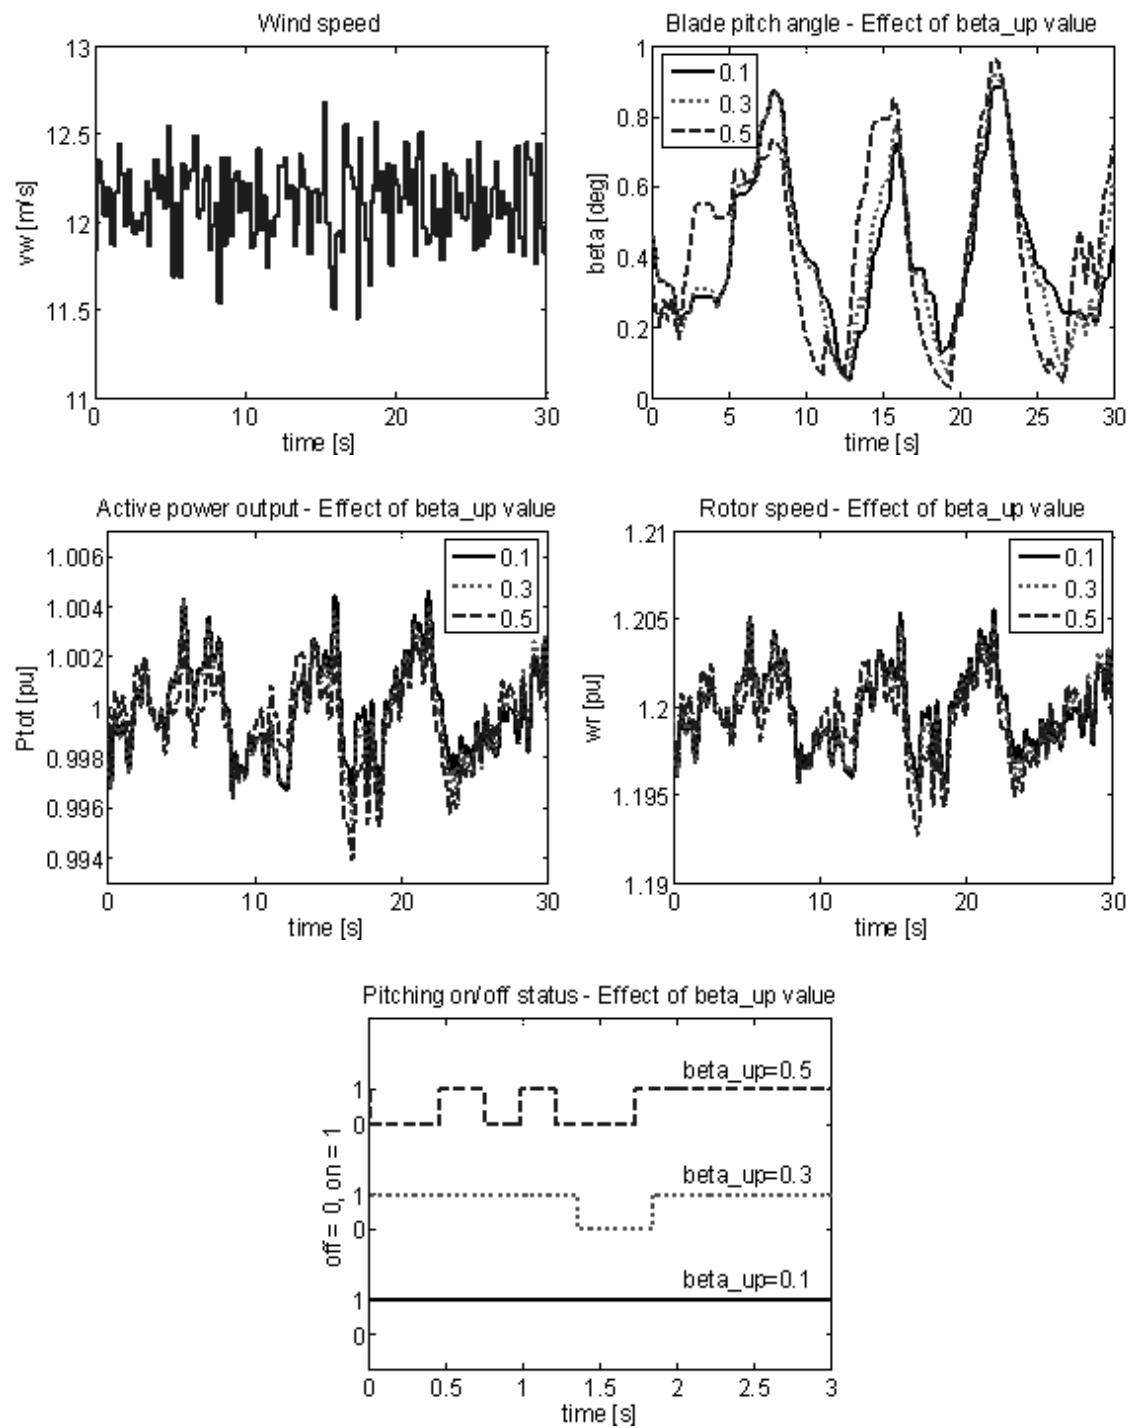 Wind speed
13
12.5
12
11.5
11
vw [m/s]
0 10 20 30
time [s]
Blade pitch angle - Effect of beta_up value
1
0.8
0.6
0.4
0.2
0
beta [deg]
0.1
0.3
0.5
0 5 10 15 20 25 30
time [s]
Active power output - Effect of beta_up value
1.006
1.004
1.002
1
0.998
0.996
0.994
Ptot [pu]
0.1
0.3
0.5
0 10 20 30
time [s]
Rotor speed - Effect of beta_up value
1.21
1.205
1.2
1.195
1.19
wr [pu]
0.1
0.3
0.5
0 10 20 30
time [s]
Pitching on/off status - Effect of beta_up value
off = 0, on = 1
beta_up=0.5
1
0
beta_up=0.3
1
0
beta_up=0.1
1
0
0 0.5 1 1.5 2 2.5 3
time [s]